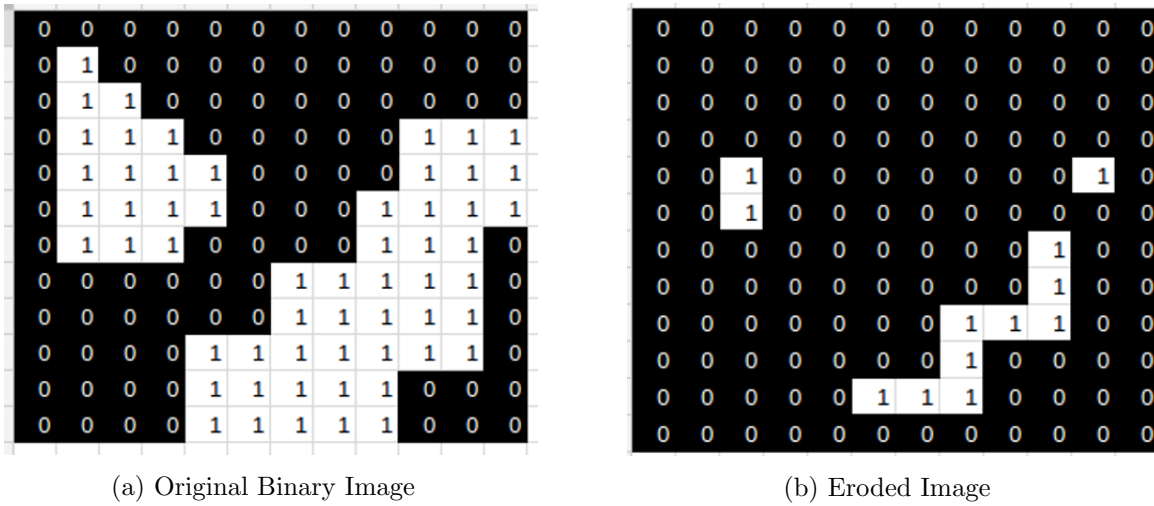 0 0 0 0 0 0 0 0 0 0 0 0
0 1 0 0 0 0 0 0 0 0 0 0
0 1 1 0 0 0 0 0 0 0 0 0
0 1 1 1 0 0 0 0 0 1 1 1
0 1 1 1 1 0 0 0 0 1 1 1
0 1 1 1 1 0 0 0 1 1 1 1
0 1 1 1 0 0 0 0 1 1 1 0
0 0 0 0 0 0 1 1 1 1 1 0
0 0 0 0 0 0 1 1 1 1 1 0
0 0 0 0 1 1 1 1 1 1 1 0
0 0 0 0 1 1 1 1 1 0 0 0
0 0 0 0 1 1 1 1 1 0 0 0
(a) Original Binary Image
0 0 0 0 0 0 0 0 0 0 0 0
0 0 0 0 0 0 0 0 0 0 0 0
0 0 0 0 0 0 0 0 0 0 0 0
0 0 0 0 0 0 0 0 0 0 0 0
0 0 1 0 0 0 0 0 0 0 1 0
0 0 1 0 0 0 0 0 0 0 0 0
0 0 0 0 0 0 0 0 0 1 0 0
0 0 0 0 0 0 0 0 0 1 0 0
0 0 0 0 0 0 0 1 1 1 0 0
0 0 0 0 0 0 0 1 0 0 0 0
0 0 0 0 0 1 1 1 0 0 0 0
0 0 0 0 0 0 0 0 0 0 0 0
(b) Eroded Image